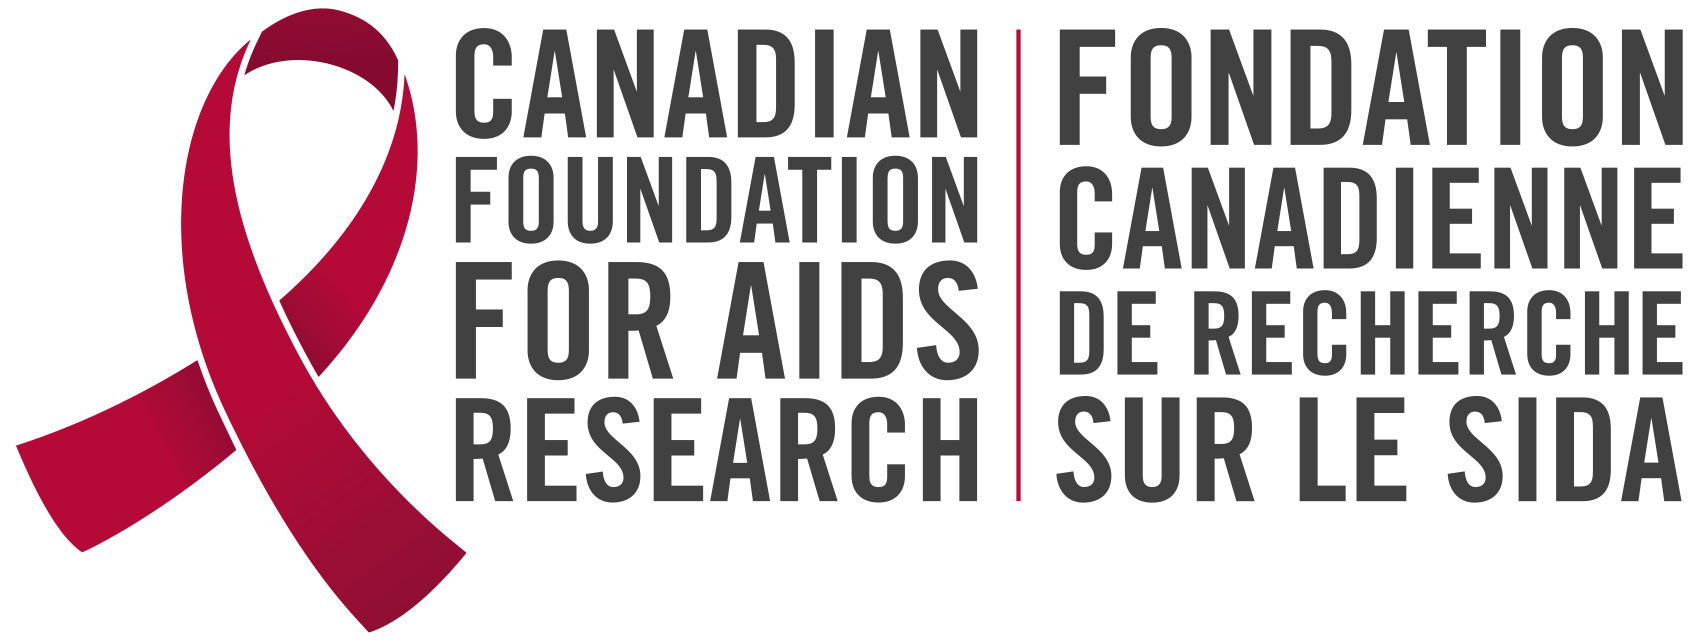 CANADIAN
FOUNDATION
FOR AIDS
RESEARCH
FONDATION
CANADIENNE
DE RECHERCHE
SUR LE SIDA